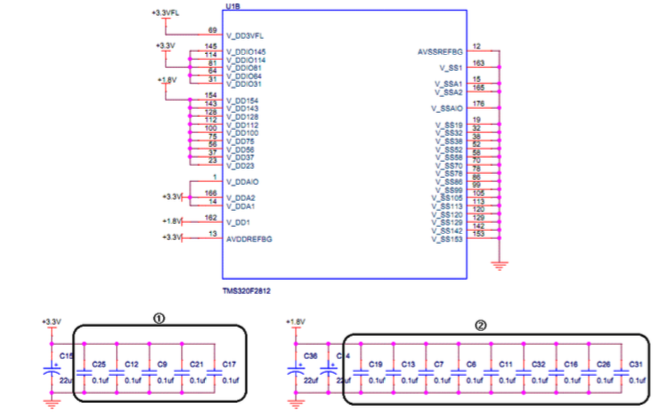 U1B
+3.3VFL
69
V_DD3VFL
+3.3V
145
V_DDIO145
114
V_DDIO114
81
V_DDIO81
64
V_DDIO64
31
V_DDIO31
+1.8V
154
V_DD154
143
V_DD143
128
V_DD128
112
V_DD112
100
V_DD100
75
V_DD75
56
V_DD56
37
V_DD37
23
V_DD23
1
V_DDAIO
+3.3V
166
V_DDA2
14
V_DDA1
+1.8V
162
V_DD1
+3.3V
13
AVDDREFBG
AVSSREFBG
12
V_SS1
163
V_SSA1
15
V_SSA2
165
V_SSAIO
176
V_SS19
19
V_SS32
32
V_SS38
38
V_SS52
52
V_SS58
58
V_SS70
70
V_SS78
78
V_SS86
86
V_SS99
99
V_SS105
105
V_SS113
113
V_SS120
120
V_SS129
129
V_SS142
142
V_SS153
153
TMS320F2812
+3.3V
①
22uf
C25
0.1uf
C12
0.1uf
C9
0.1uf
C21
0.1uf
C17
0.1uf
+1.8V
②
C36
22uf
22uf
C19
0.1uf
C13
0.1uf
C7
0.1uf
C6
0.1uf
C11
0.1uf
C32
0.1uf
C16
0.1uf
C26
0.1uf
C31
0.1uf